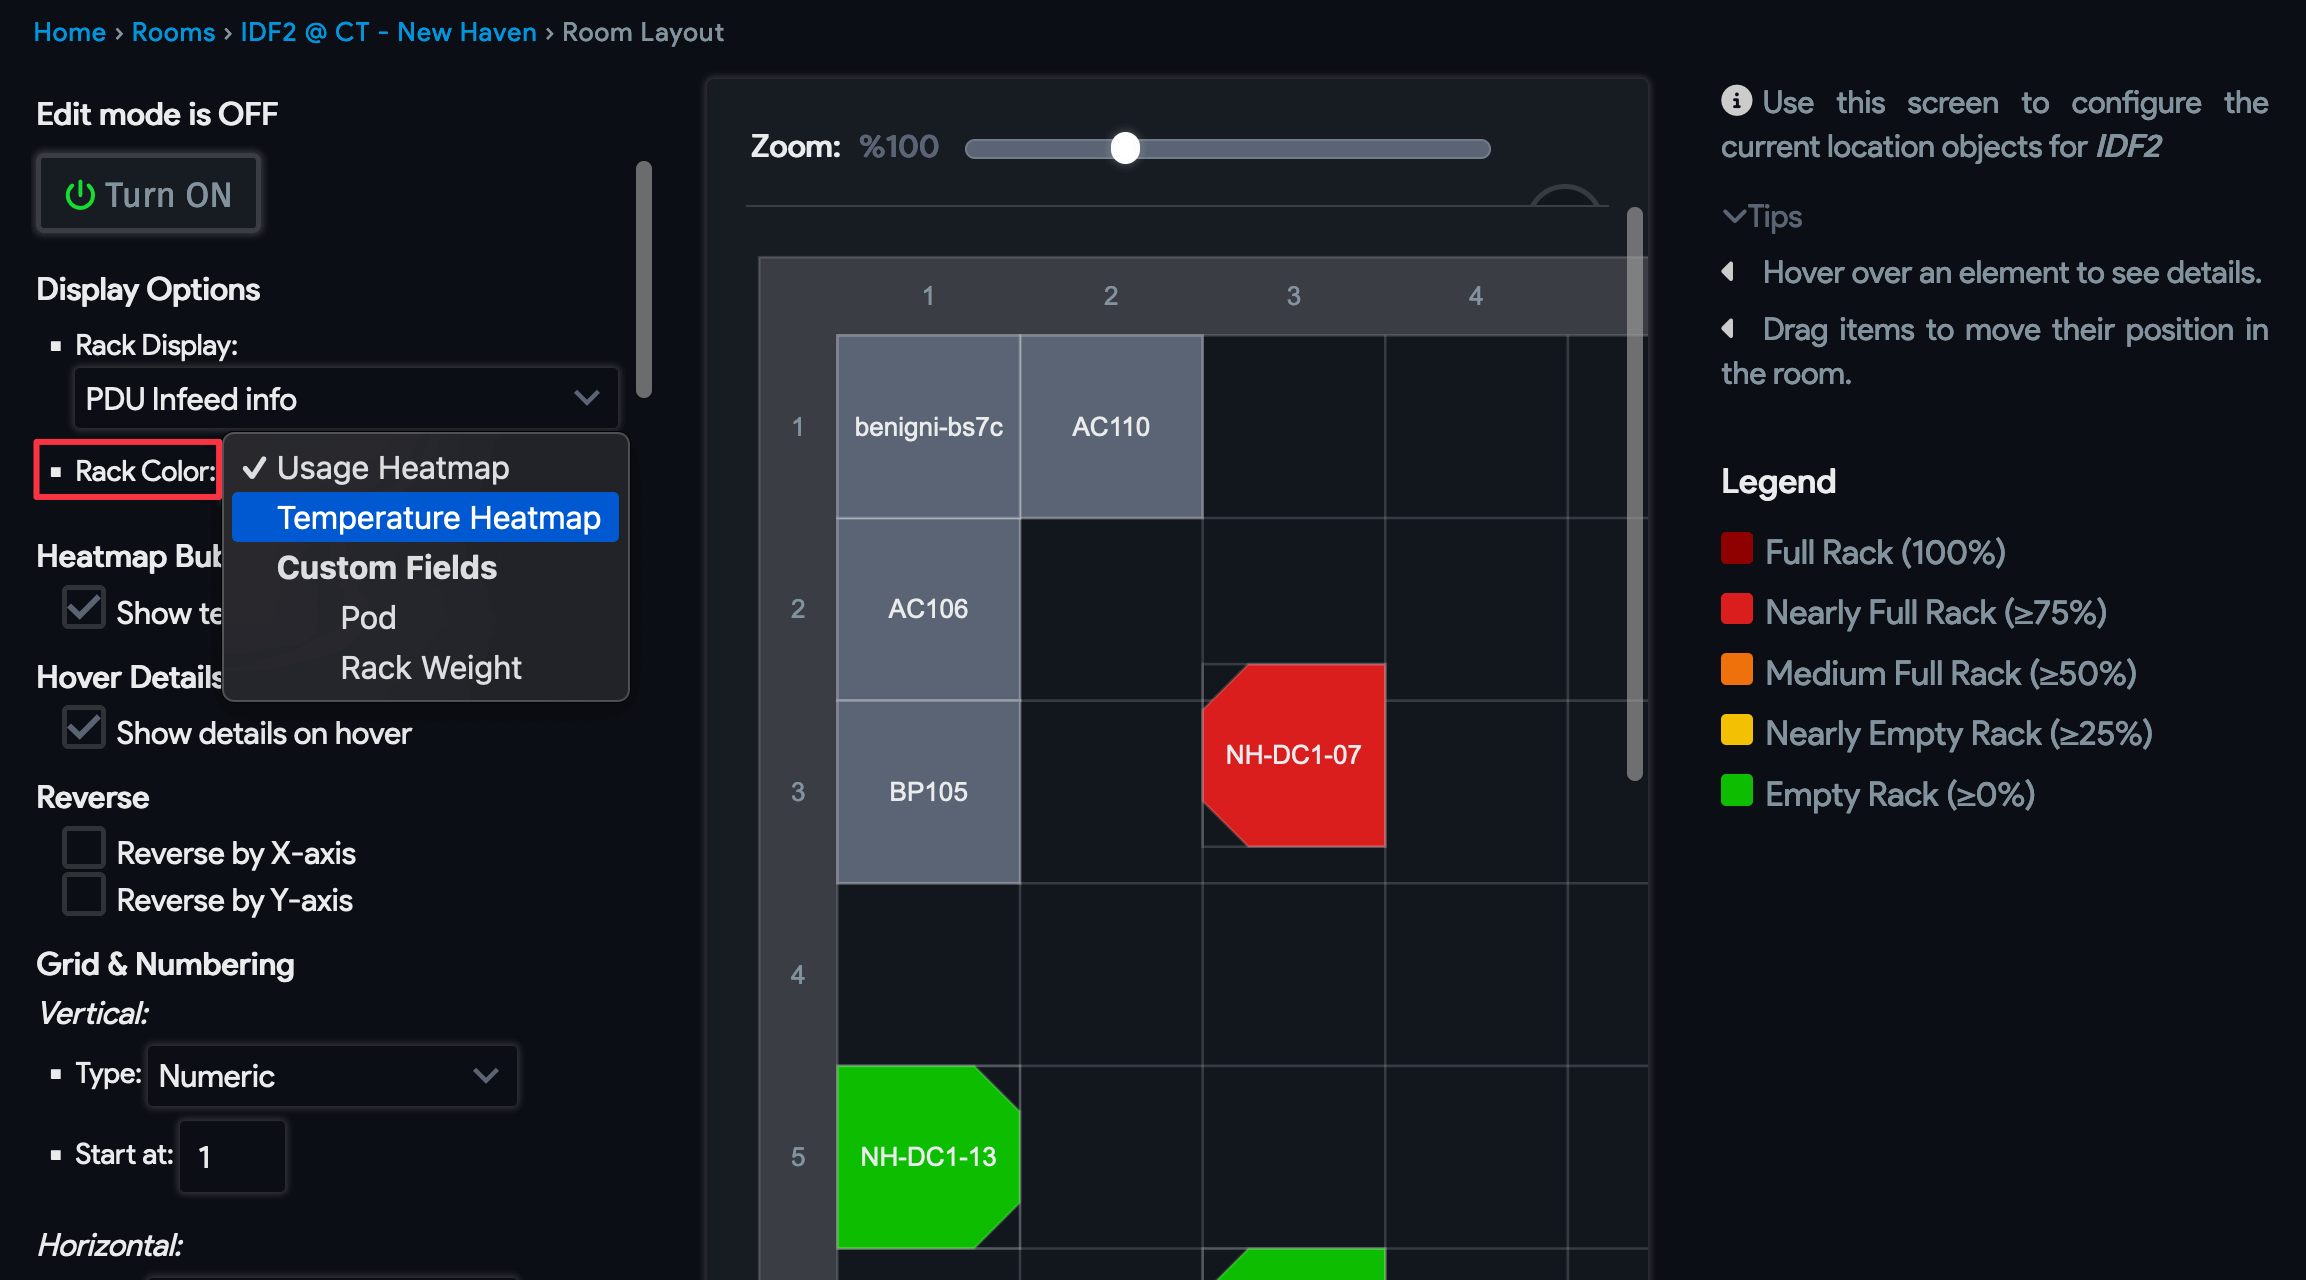 Home › Rooms › IDF2 @ CT - New Haven › Room Layout
Edit mode is OFF
Turn ON
Display Options
Rack Display:
PDU Infeed info
Rack Color:
✓ Usage Heatmap
Temperature Heatmap
Custom Fields
Pod
Rack Weight
Heatmap Bub
Show te
Hover Details
Show details on hover
Reverse
Reverse by X-axis
Reverse by Y-axis
Grid & Numbering
Vertical:
Type: Numeric
Start at: 1
Horizontal:
Zoom: %100
1 2 3 4
1 benigni-bs7c AC110
2 AC106
NH-DC1-07
3 BP105
4
5 NH-DC1-13
Use this screen to configure the
current location objects for IDF2
Tips
Hover over an element to see details.
Drag items to move their position in
the room.
Legend
Full Rack (100%)
Nearly Full Rack (≥75%)
Medium Full Rack (≥50%)
Nearly Empty Rack (≥25%)
Empty Rack (≥0%)